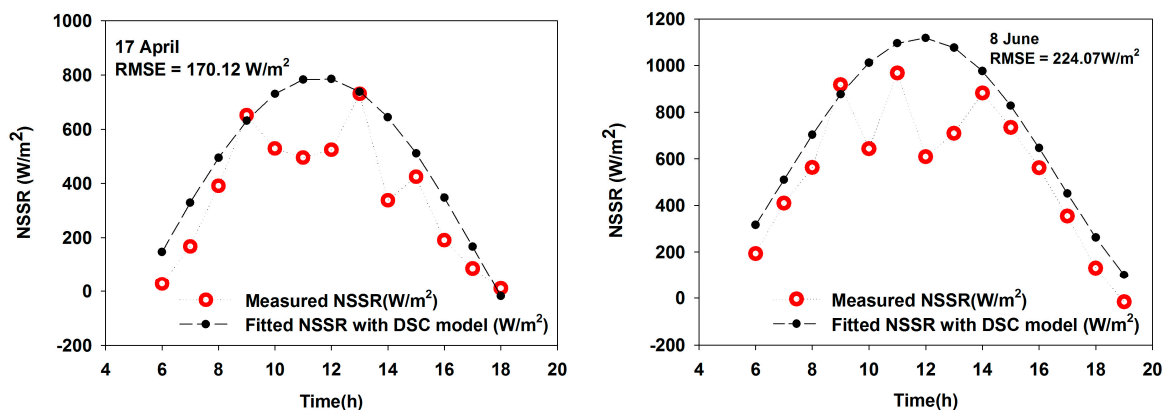 1000
800
600
400
200
0
-200
NSSR (W/m²)
17 April
RMSE = 170.12 W/m²
Measured NSSR(W/m²)
Fitted NSSR with DSC model (W/m²)
4 6 8 10 12 14 16 18 20
Time(h)
1200
1000
800
600
400
200
0
-200
NSSR (W/m²)
8 June
RMSE = 224.07W/m²
Measured NSSR(W/m²)
Fitted NSSR with DSC model (W/m²)
4 6 8 10 12 14 16 18 20
Time(h)